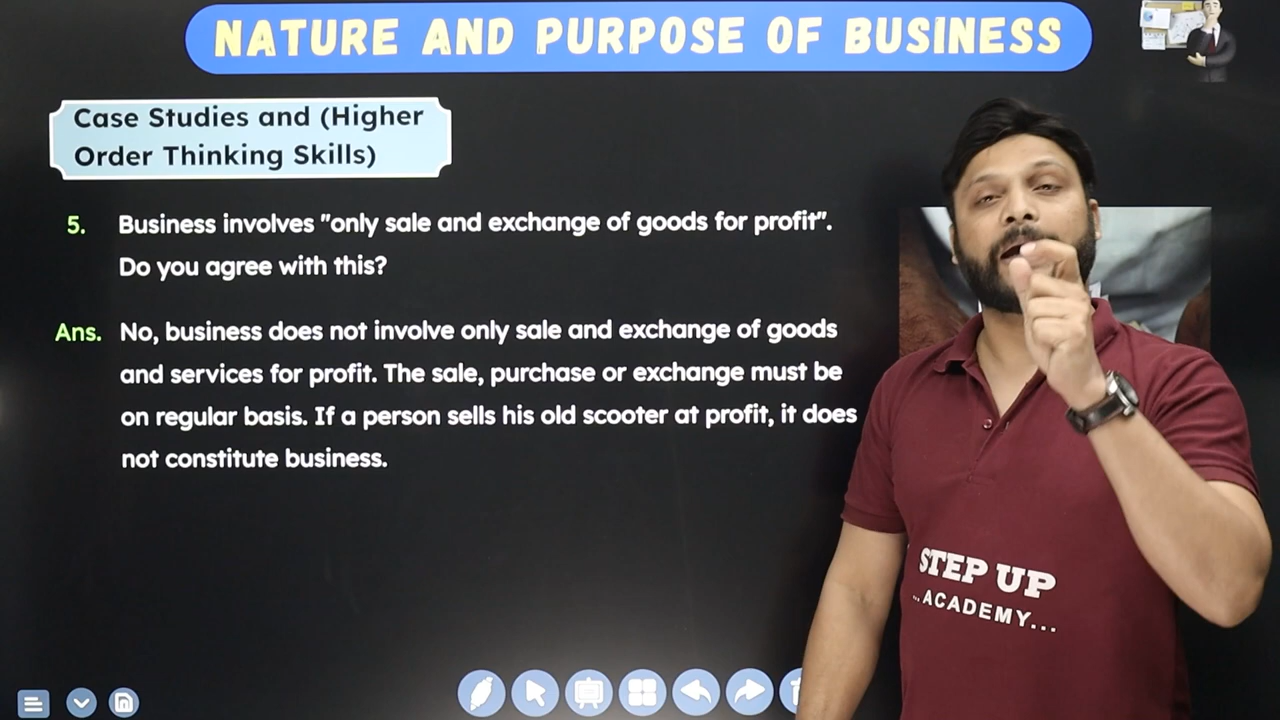 NATURE AND PURPOSE OF BUSINESS
Case Studies and (Higher
Order Thinking Skills)
5. Business involves "only sale and exchange of goods for profit".
Do you agree with this?
Ans. No, business does not involve only sale and exchange of goods
and services for profit. The sale, purchase or exchange must be
on regular basis. If a person sells his old scooter at profit, it does
not constitute business.
STEP UP
...ACADEMY...